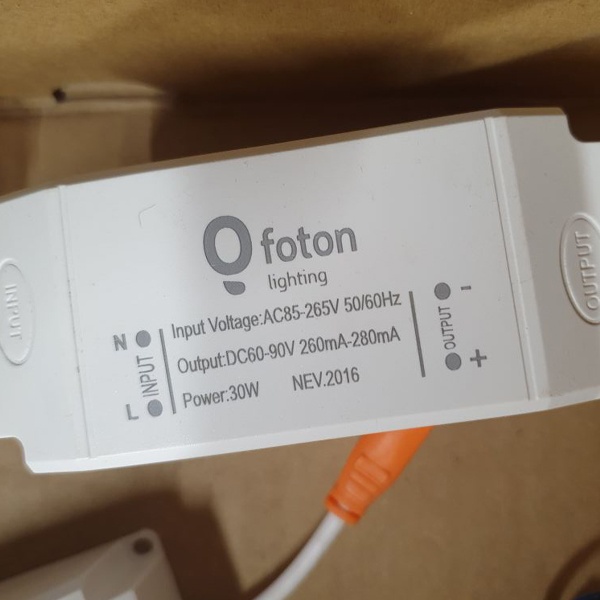 foton
lighting
INPUT
N
L
INPUT
Input Voltage:AC85-265V 50/60Hz
Output:DC60-90V 260mA-280mA
Power:30W NEV.2016
OUTPUT
-
+
OUTPUT